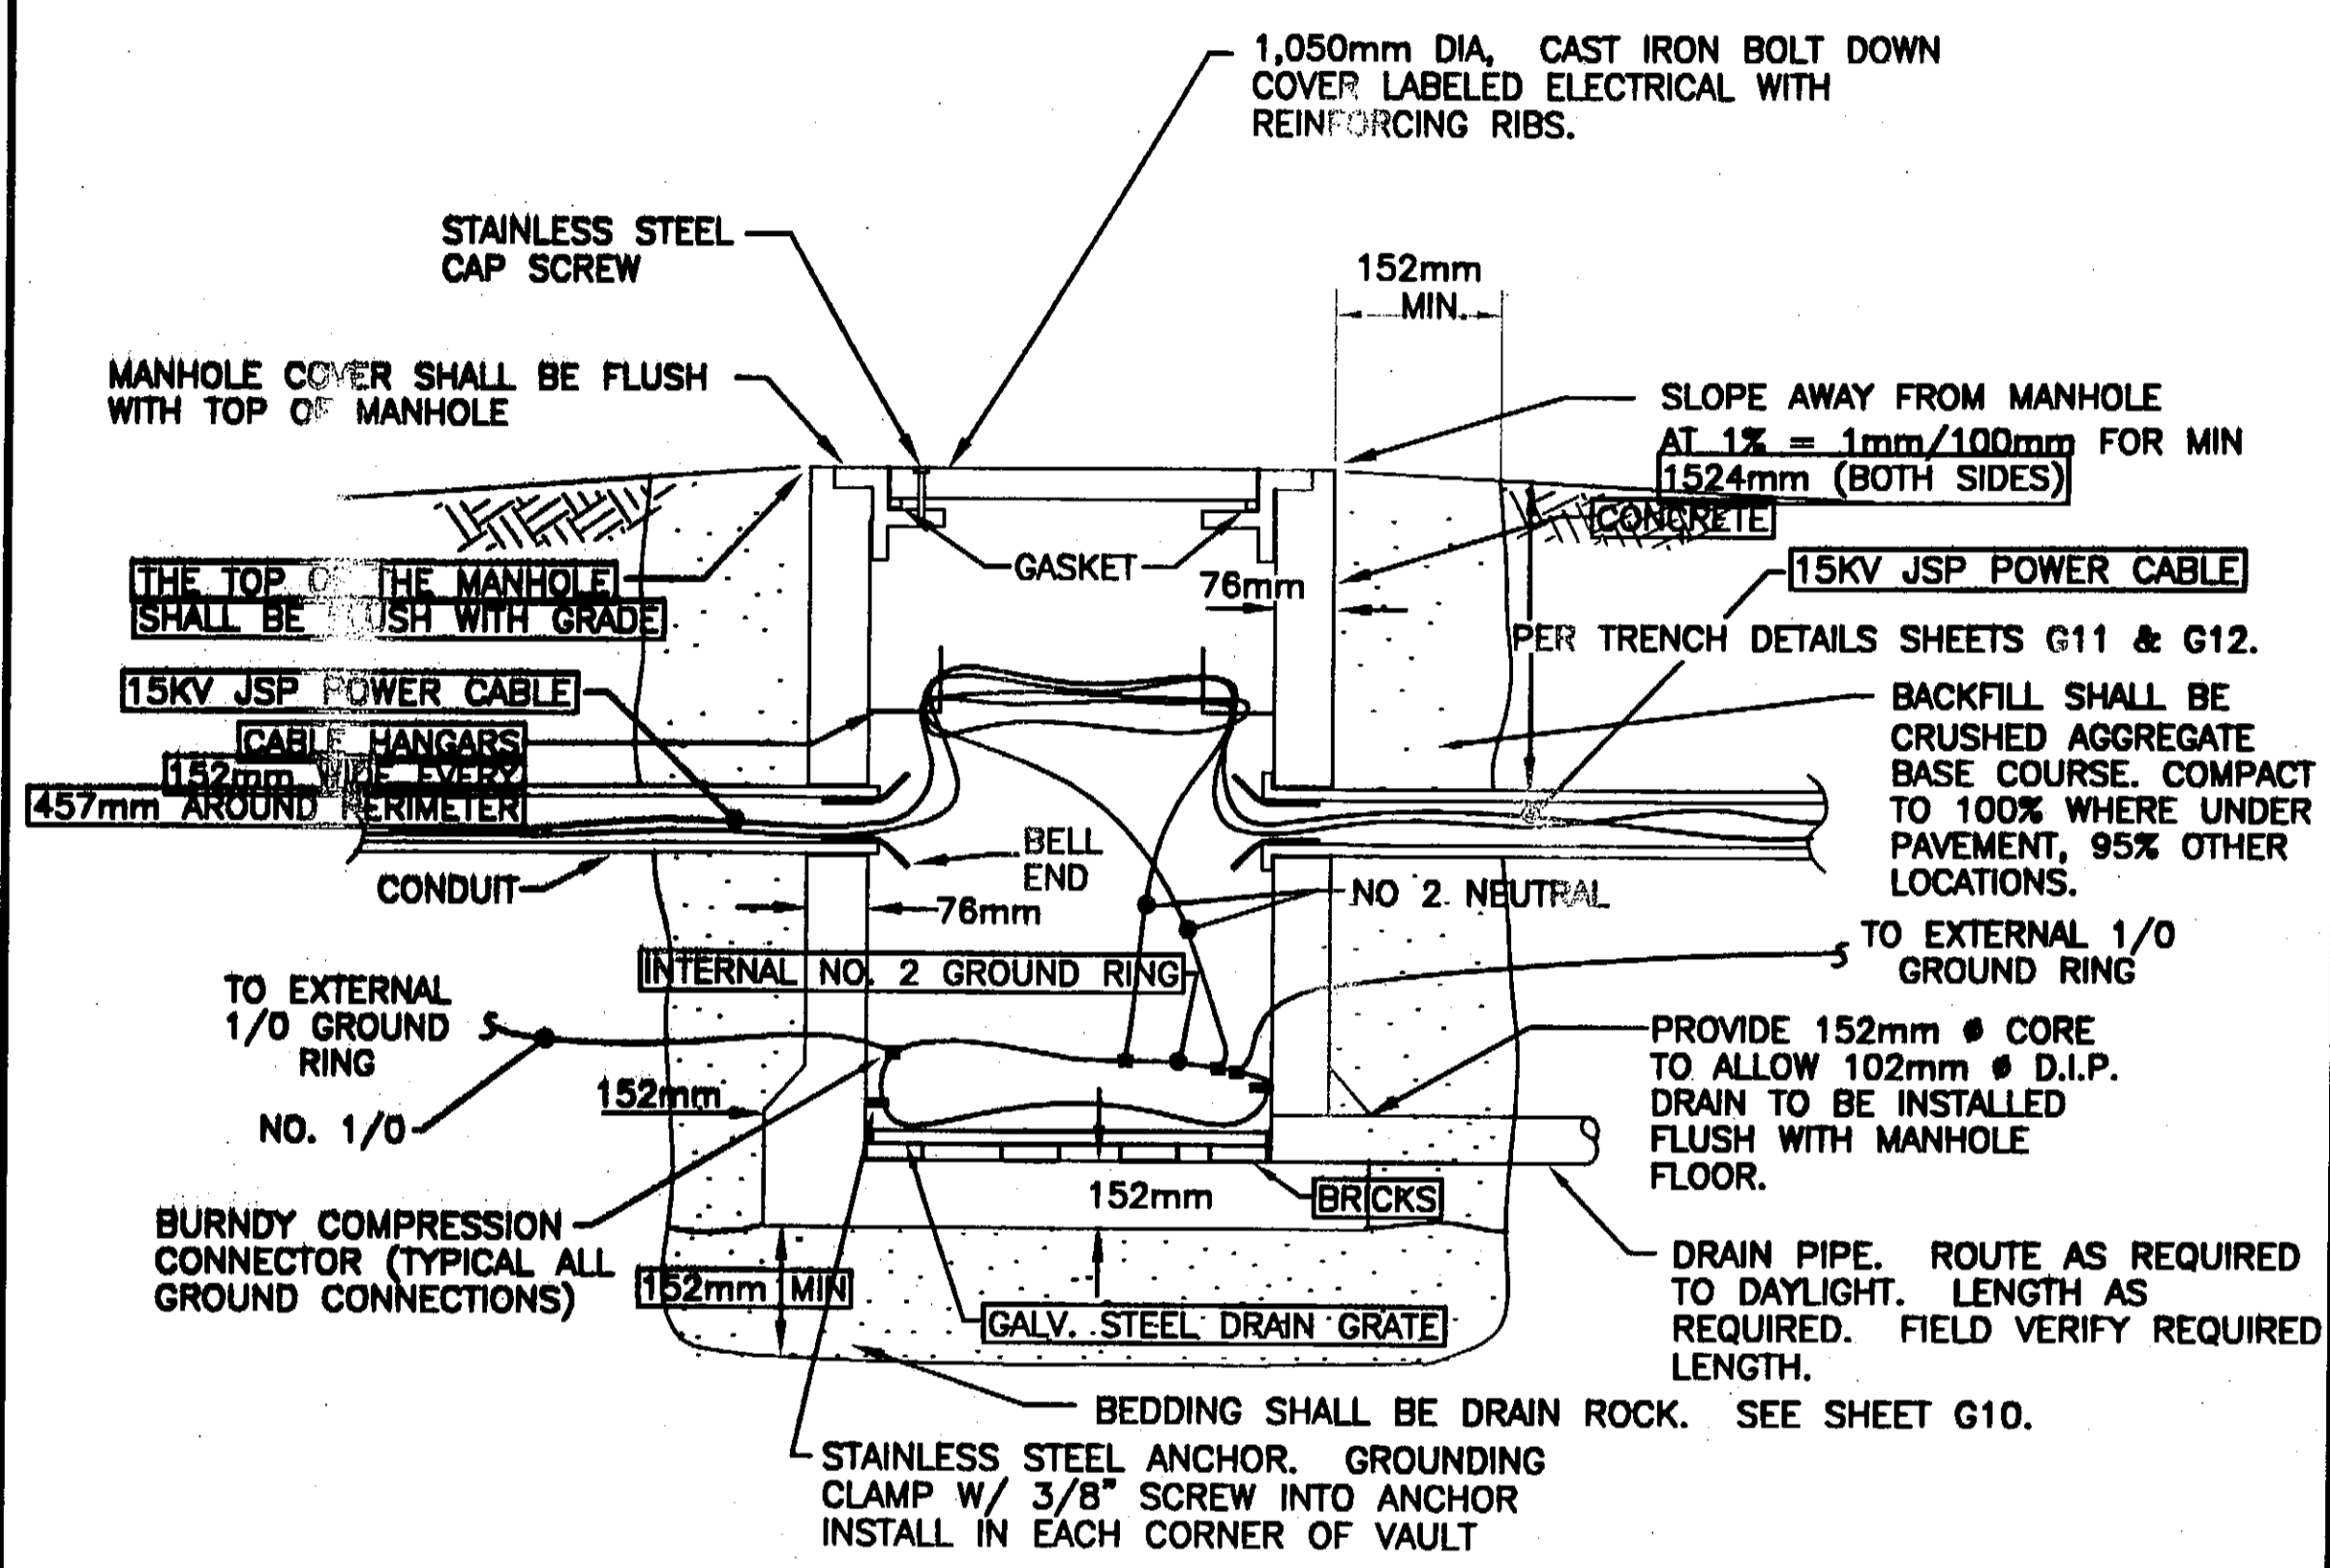 1,050mm DIA, CAST IRON BOLT DOWN
COVER LABELED ELECTRICAL WITH
REINFORCING RIBS.
STAINLESS STEEL
CAP SCREW
152mm
MIN.
MANHOLE COVER SHALL BE FLUSH
WITH TOP OF MANHOLE
SLOPE AWAY FROM MANHOLE
AT 1% = 1mm/100mm FOR MIN
1524mm (BOTH SIDES)
CONCRETE
THE TOP OF THE MANHOLE
SHALL BE FLUSH WITH GRADE
GASKET
76mm
15KV JSP POWER CABLE
PER TRENCH DETAILS SHEETS G11 & G12.
15KV JSP POWER CABLE
CABLE HANGARS
152mm WIDE EVERY
457mm AROUND PERIMETER
BACKFILL SHALL BE
CRUSHED AGGREGATE
BASE COURSE. COMPACT
TO 100% WHERE UNDER
PAVEMENT, 95% OTHER
LOCATIONS.
CONDUIT
BELL
END
76mm
NO 2 NEUTRAL
INTERNAL NO. 2 GROUND RING
TO EXTERNAL 1/0
GROUND RING
TO EXTERNAL
1/0 GROUND
RING
NO. 1/0
152mm
PROVIDE 152mm ø CORE
TO ALLOW 102mm ø D.I.P.
DRAIN TO BE INSTALLED
FLUSH WITH MANHOLE
FLOOR.
152mm
BRICKS
BURNDY COMPRESSION
CONNECTOR (TYPICAL ALL
GROUND CONNECTIONS)
152mm MIN
GALV. STEEL DRAIN GRATE
DRAIN PIPE. ROUTE AS REQUIRED
TO DAYLIGHT. LENGTH AS
REQUIRED. FIELD VERIFY REQUIRED
LENGTH.
BEDDING SHALL BE DRAIN ROCK. SEE SHEET G10.
STAINLESS STEEL ANCHOR. GROUNDING
CLAMP W/ 3/8" SCREW INTO ANCHOR
INSTALL IN EACH CORNER OF VAULT